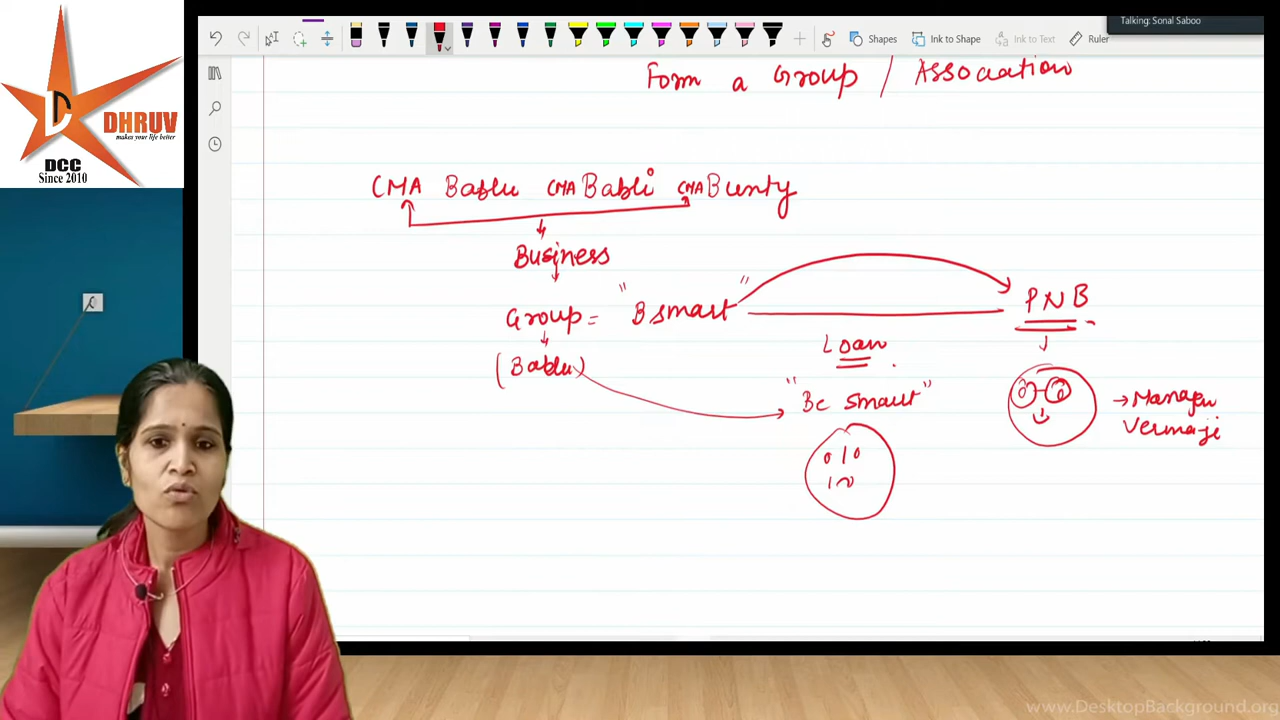 Talking: Sonal Saboo
Shapes
Ink to Shape
Ink to Text
Ruler
DHRUV
makes your life better
DCC
Since 2010
Form a Group / Association
CMA Bablu CMA Babli CMA Bunty
Business
Group = "B smart"
PNB
(Bablu)
Loan
"Be smart"
→ Manager
Vermaji
www.DesktopBackground.org